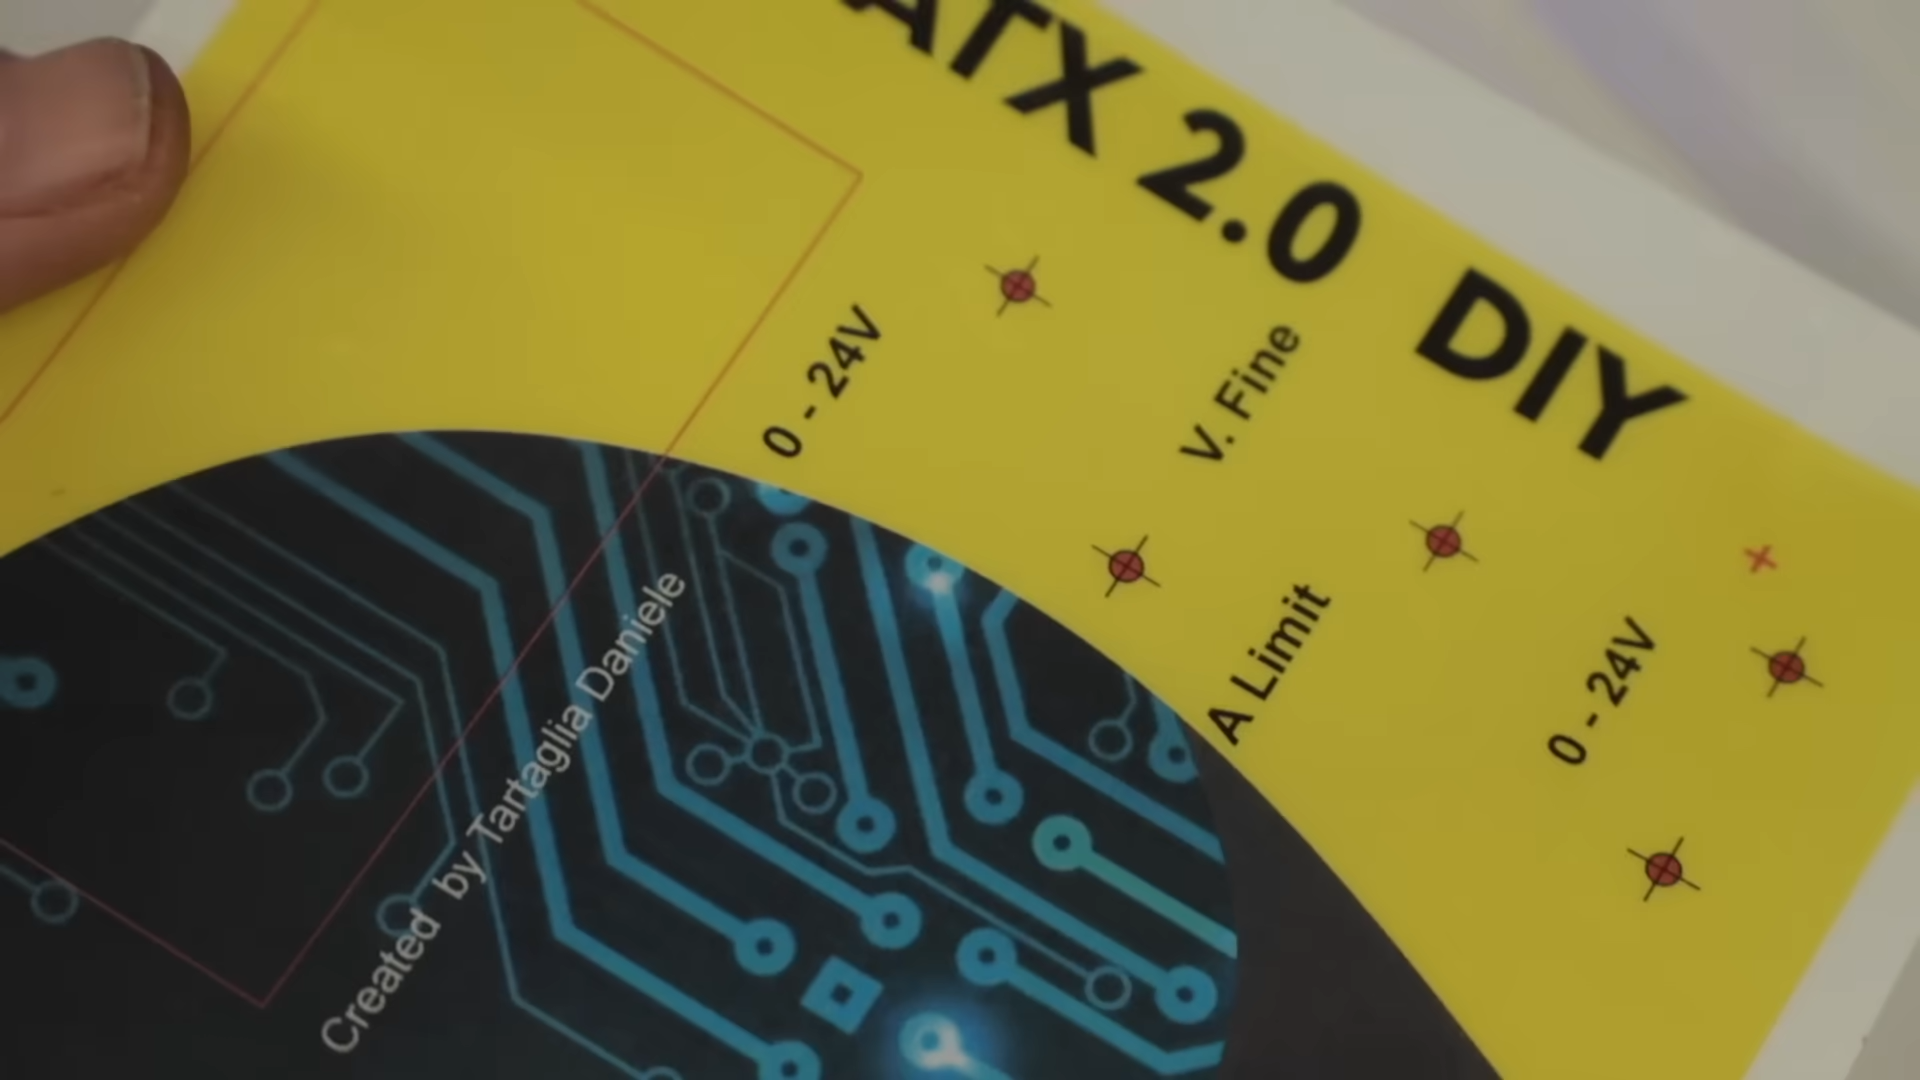 ATX 2.0 DIY
0 - 24V
V. Fine
A Limit
0 - 24V
+
Created by Tartaglia Daniele